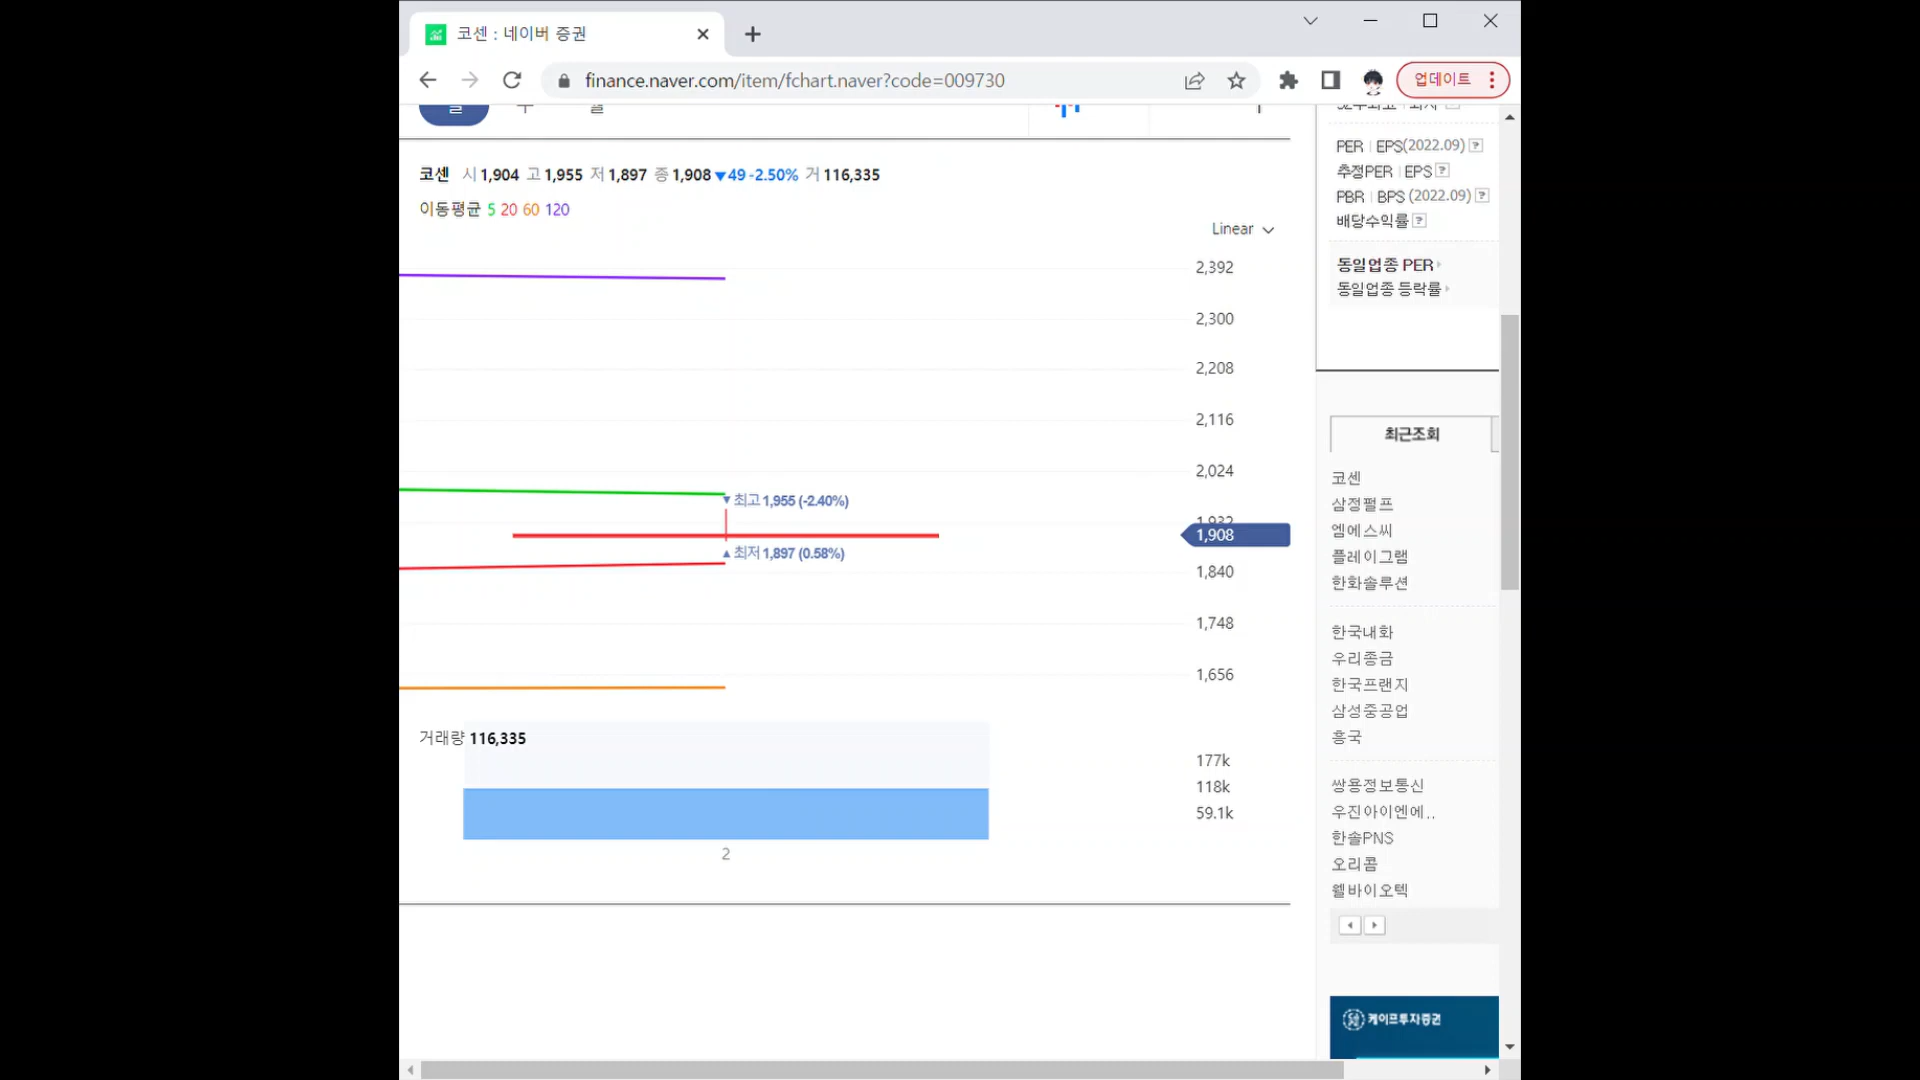 코센 : 네이버 증권
finance.naver.com/item/fchart.naver?code=009730
업데이트
코센 시 1,904 고 1,955 저 1,897 종 1,908 ▼49 -2.50% 거 116,335
이동평균 5 20 60 120
Linear
2,392
2,300
2,208
2,116
2,024
1,932
1,908
1,840
1,748
1,656
▼최고 1,955 (-2.40%)
▲최저 1,897 (0.58%)
거래량 116,335
177k
118k
59.1k
2
PER | EPS(2022.09) ?
추정PER | EPS ?
PBR | BPS (2022.09) ?
배당수익률 ?
동일업종 PER
동일업종 등락률
최근조회
코센
삼정펄프
엠에스씨
플레이그램
한화솔루션
한국내화
우리종금
한국프랜지
삼성중공업
흥국
쌍용정보통신
우진아이엔에..
한솔PNS
오리콤
웰바이오텍
케이프투자증권